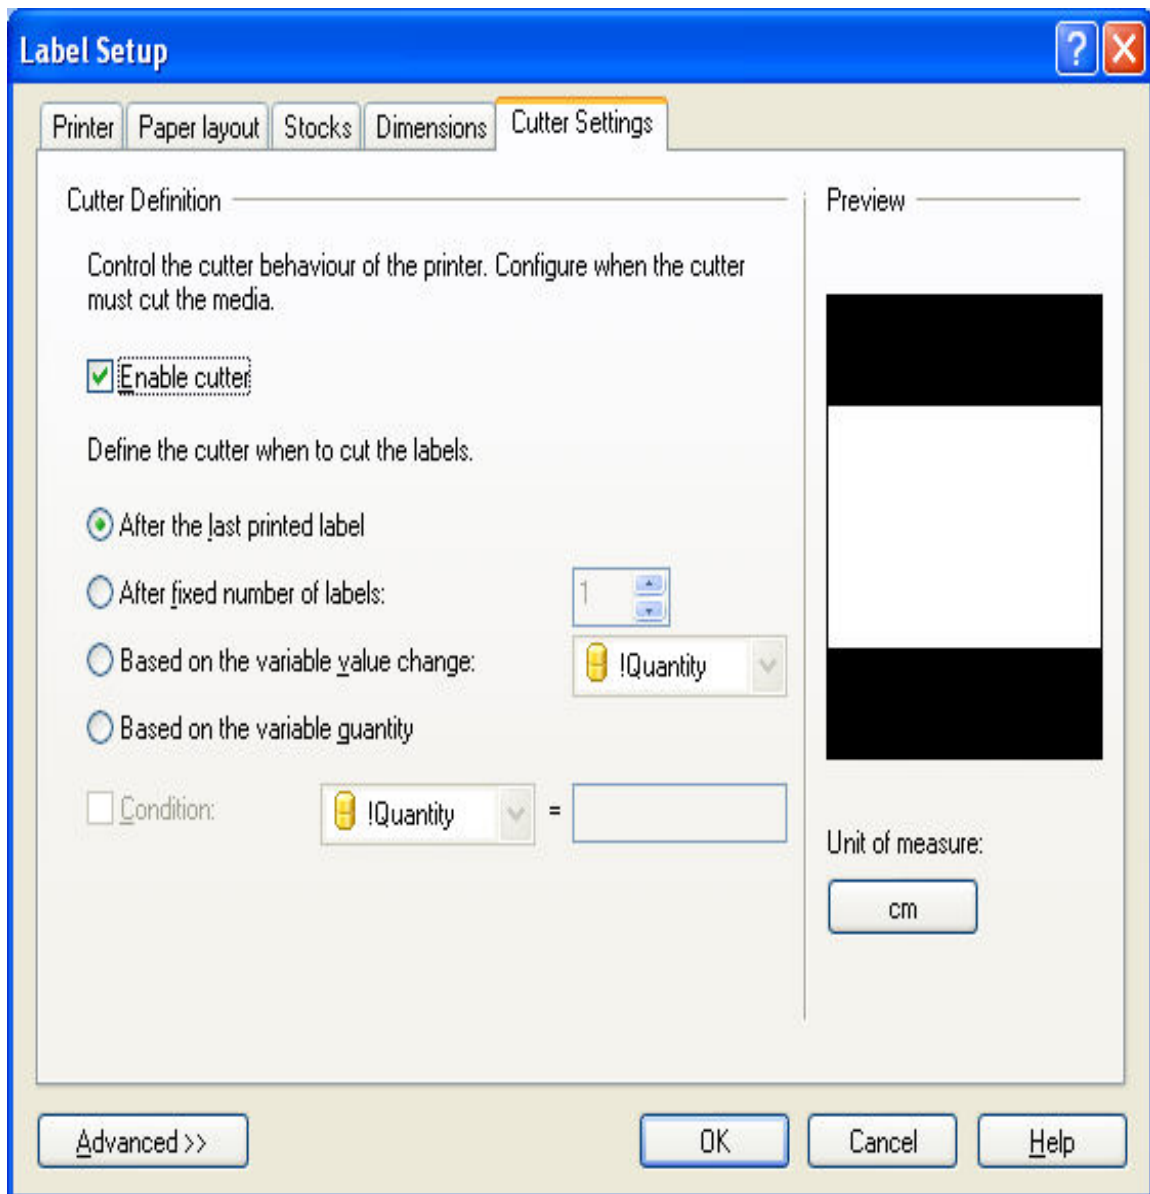 Label Setup
Printer Paper layout Stocks Dimensions Cutter Settings
Cutter Definition
Control the cutter behaviour of the printer. Configure when the cutter
must cut the media.
Enable cutter
Define the cutter when to cut the labels.
After the last printed label
After fixed number of labels: 1
Based on the variable value change: !Quantity
Based on the variable quantity
Condition: !Quantity =
Preview
Unit of measure:
cm
Advanced >> OK Cancel Help